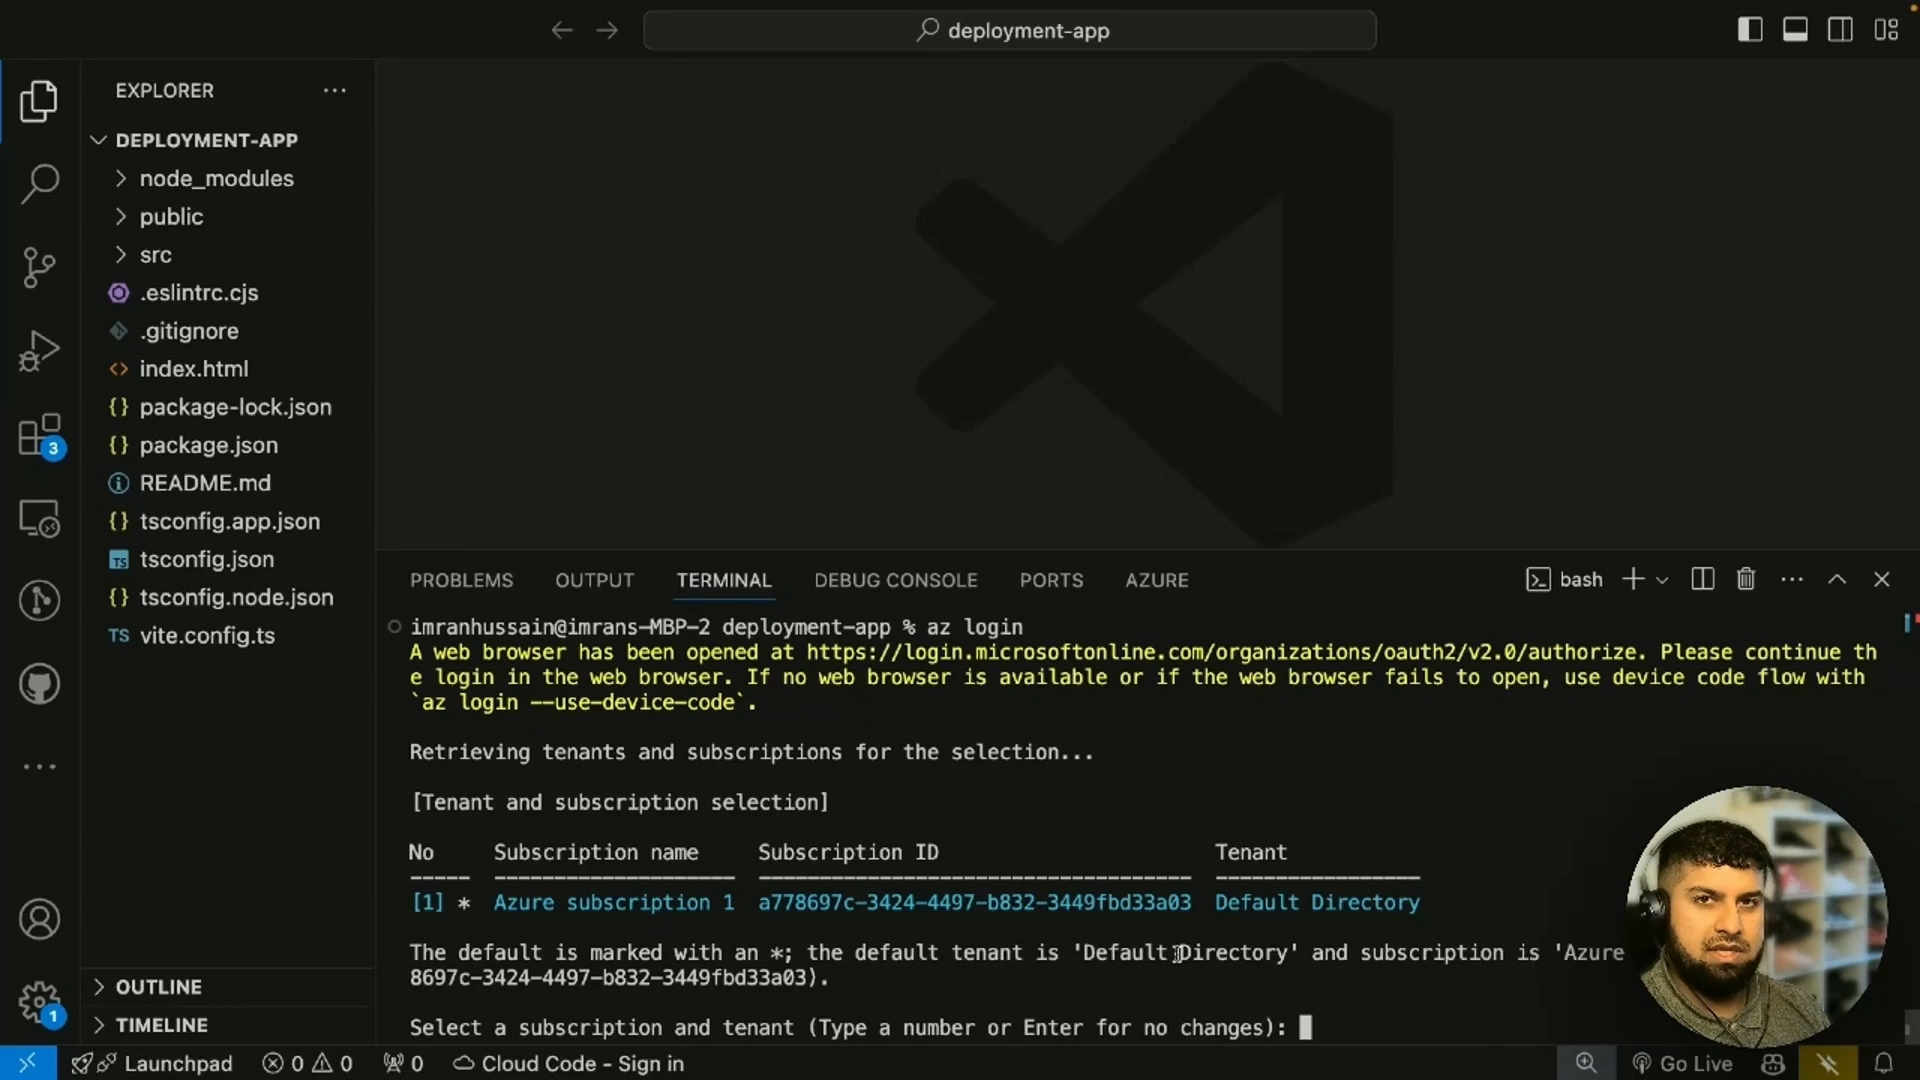 deployment-app
EXPLORER
DEPLOYMENT-APP
node_modules
public
src
.eslintrc.cjs
.gitignore
<> index.html
{} package-lock.json
{} package.json
README.md
{} tsconfig.app.json
TS tsconfig.json
{} tsconfig.node.json
TS vite.config.ts
3
1
OUTLINE
TIMELINE
PROBLEMS OUTPUT TERMINAL DEBUG CONSOLE PORTS AZURE
bash
imranhussain@imrans-MBP-2 deployment-app % az login
A web browser has been opened at https://login.microsoftonline.com/organizations/oauth2/v2.0/authorize. Please continue th
e login in the web browser. If no web browser is available or if the web browser fails to open, use device code flow with
`az login --use-device-code`.
Retrieving tenants and subscriptions for the selection...
[Tenant and subscription selection]
No Subscription name Subscription ID Tenant
----- -------------------- ------------------------------------ -----------------
[1] * Azure subscription 1 a778697c-3424-4497-b832-3449fbd33a03 Default Directory
The default is marked with an *; the default tenant is 'Default Directory' and subscription is 'Azure
8697c-3424-4497-b832-3449fbd33a03).
Select a subscription and tenant (Type a number or Enter for no changes):
Launchpad 0 0 0 Cloud Code - Sign in Go Live